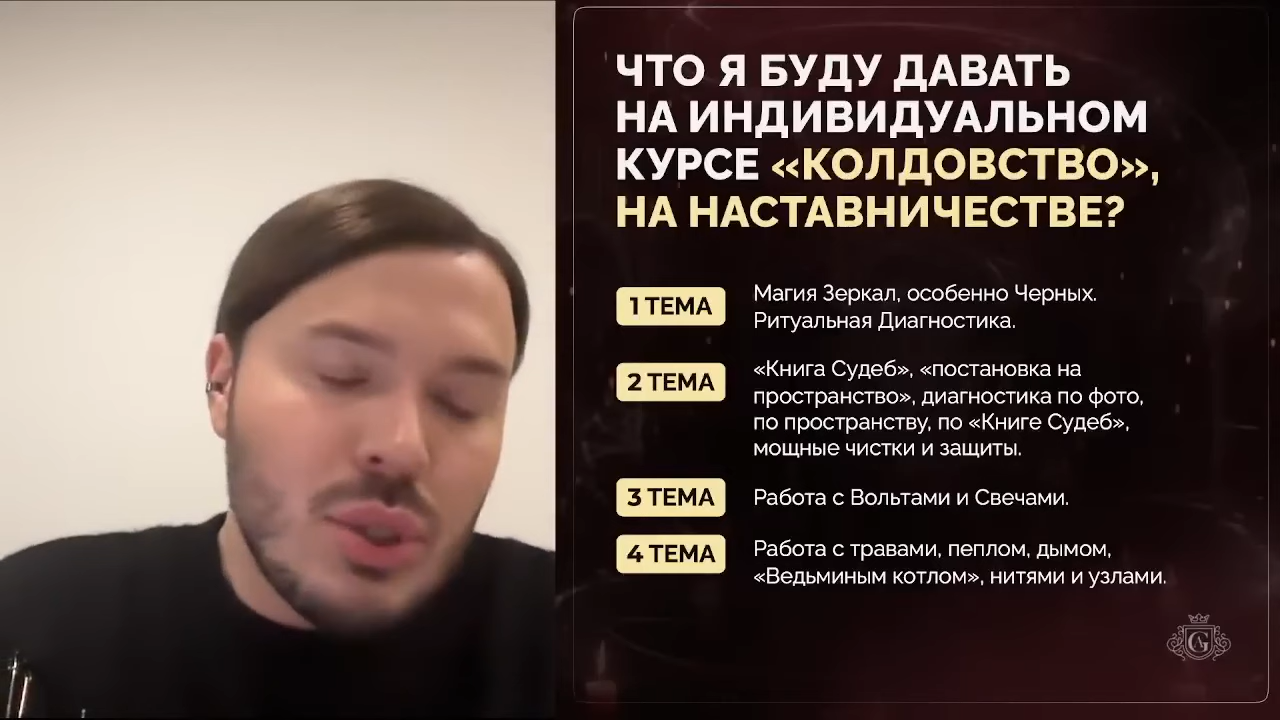 ЧТО Я БУДУ ДАВАТЬ
НА ИНДИВИДУАЛЬНОМ
КУРСЕ «КОЛДОВСТВО»,
НА НАСТАВНИЧЕСТВЕ?
1 ТЕМА
Магия Зеркал, особенно Черных.
Ритуальная Диагностика.
2 ТЕМА
«Книга Судеб», «постановка на
пространство», диагностика по фото,
по пространству, по «Книге Судеб»,
мощные чистки и защиты.
3 ТЕМА
Работа с Вольтами и Свечами.
4 ТЕМА
Работа с травами, пеплом, дымом,
«Ведьминым котлом», нитями и узлами.